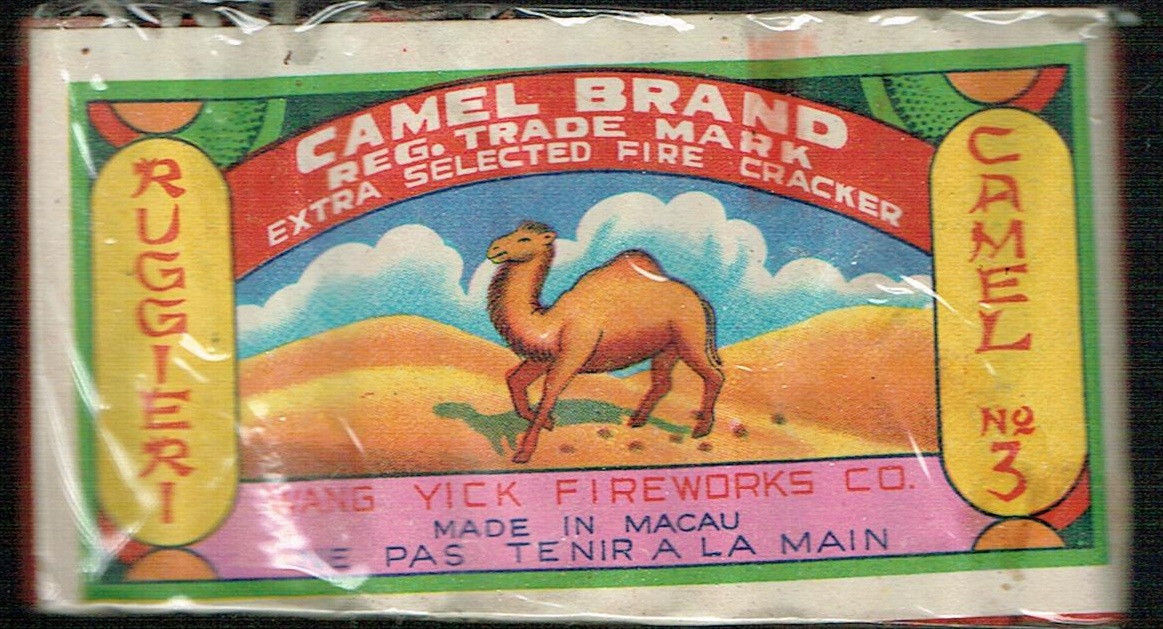 CAMEL BRAND
REG. TRADE MARK
EXTRA SELECTED FIRE CRACKER
RUGGIERI
CAMEL
No 3
YICK FIREWORKS CO.
MADE IN MACAU
PAS TENIR A LA MAIN